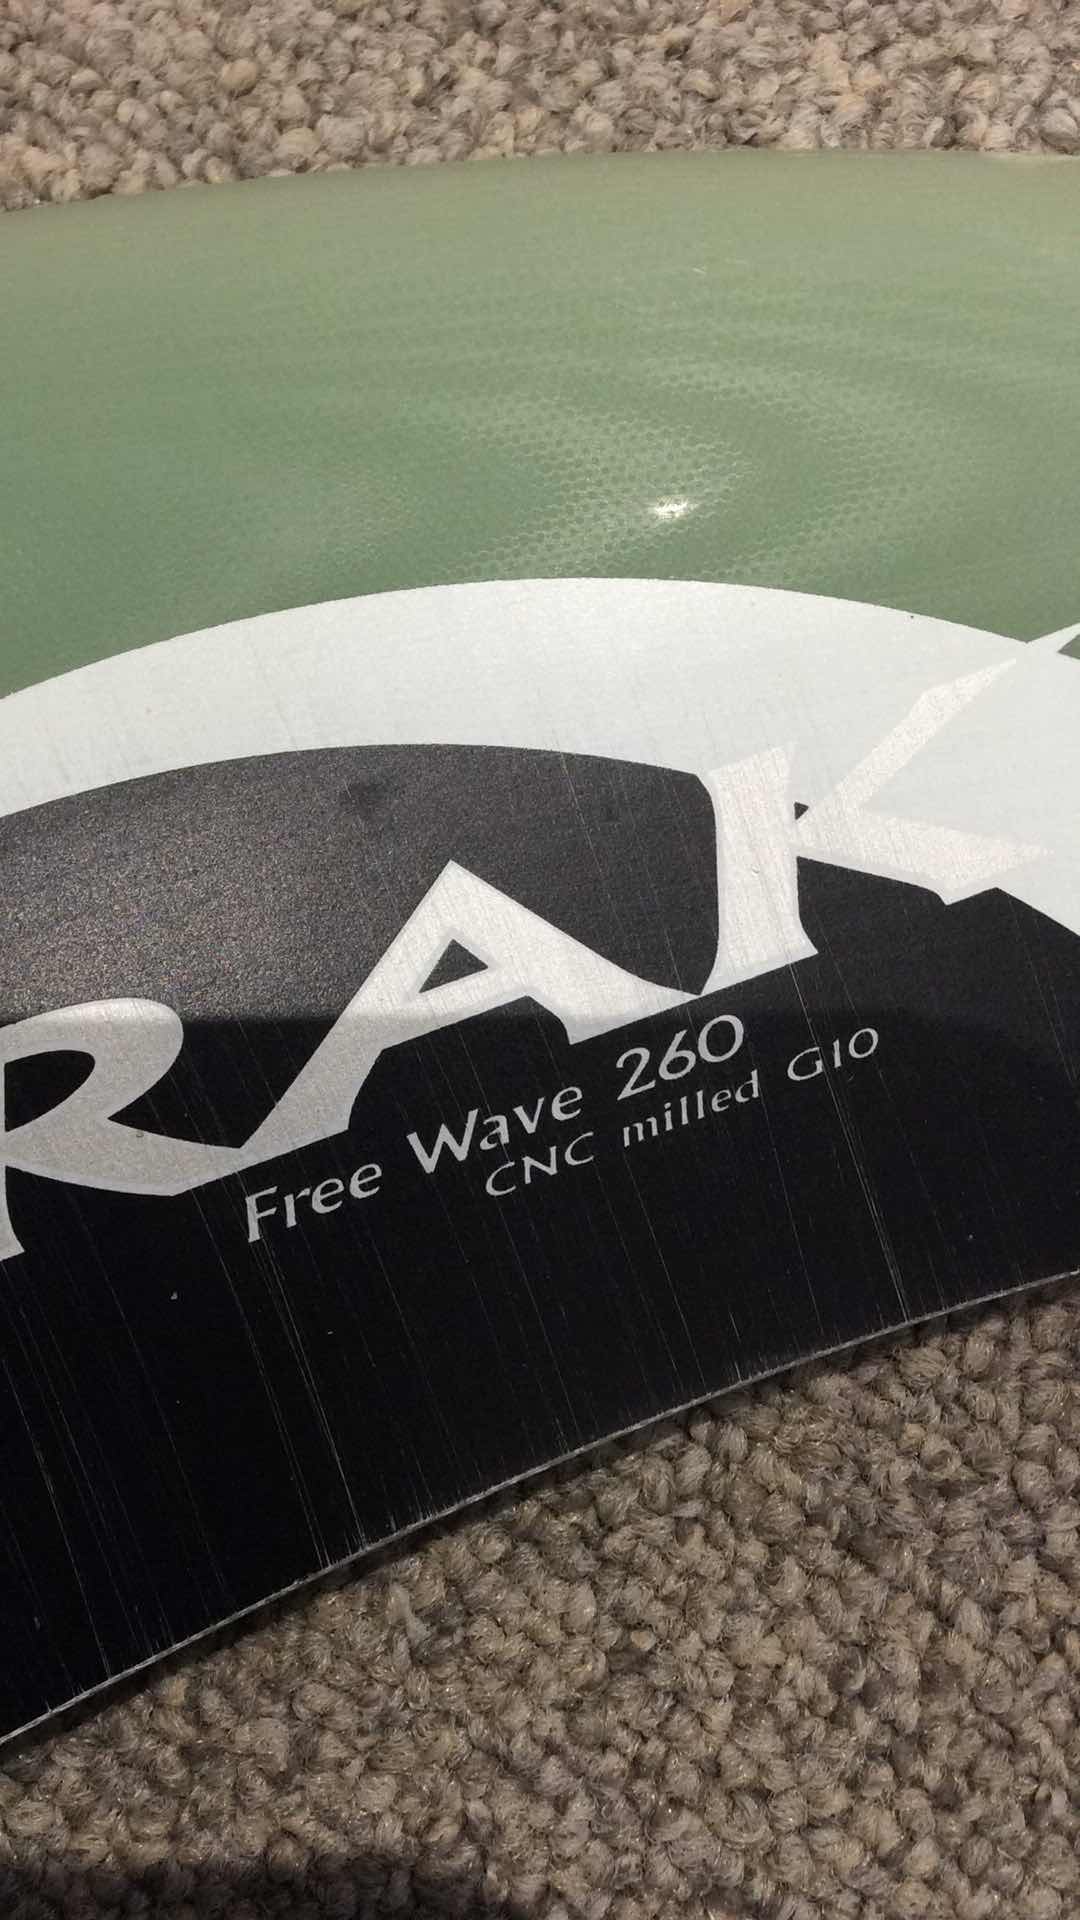 RAK
Free Wave 260
CNC milled G10